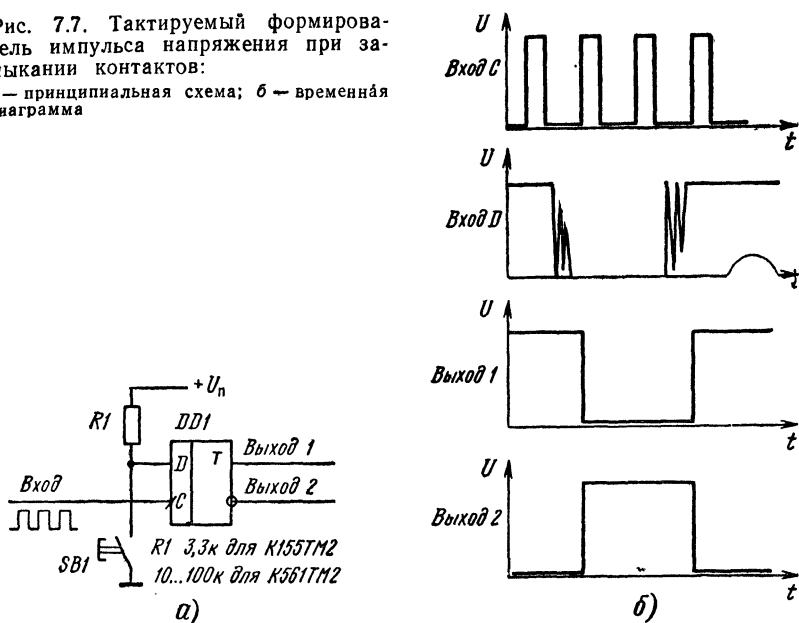 Рис. 7.7. Тактируемый формирова-
тель импульса напряжения при за-
мыкании контактов:
— принципиальная схема; б — временная
диаграмма
U
Вход C
t
U
Вход D
t
U
Выход 1
t
U
Выход 2
t
б)
+Uп
R1
DD1
D
T
C
Выход 1
Выход 2
Вход
SB1
R1 3,3к для К155ТМ2
10...100к для К561ТМ2
а)